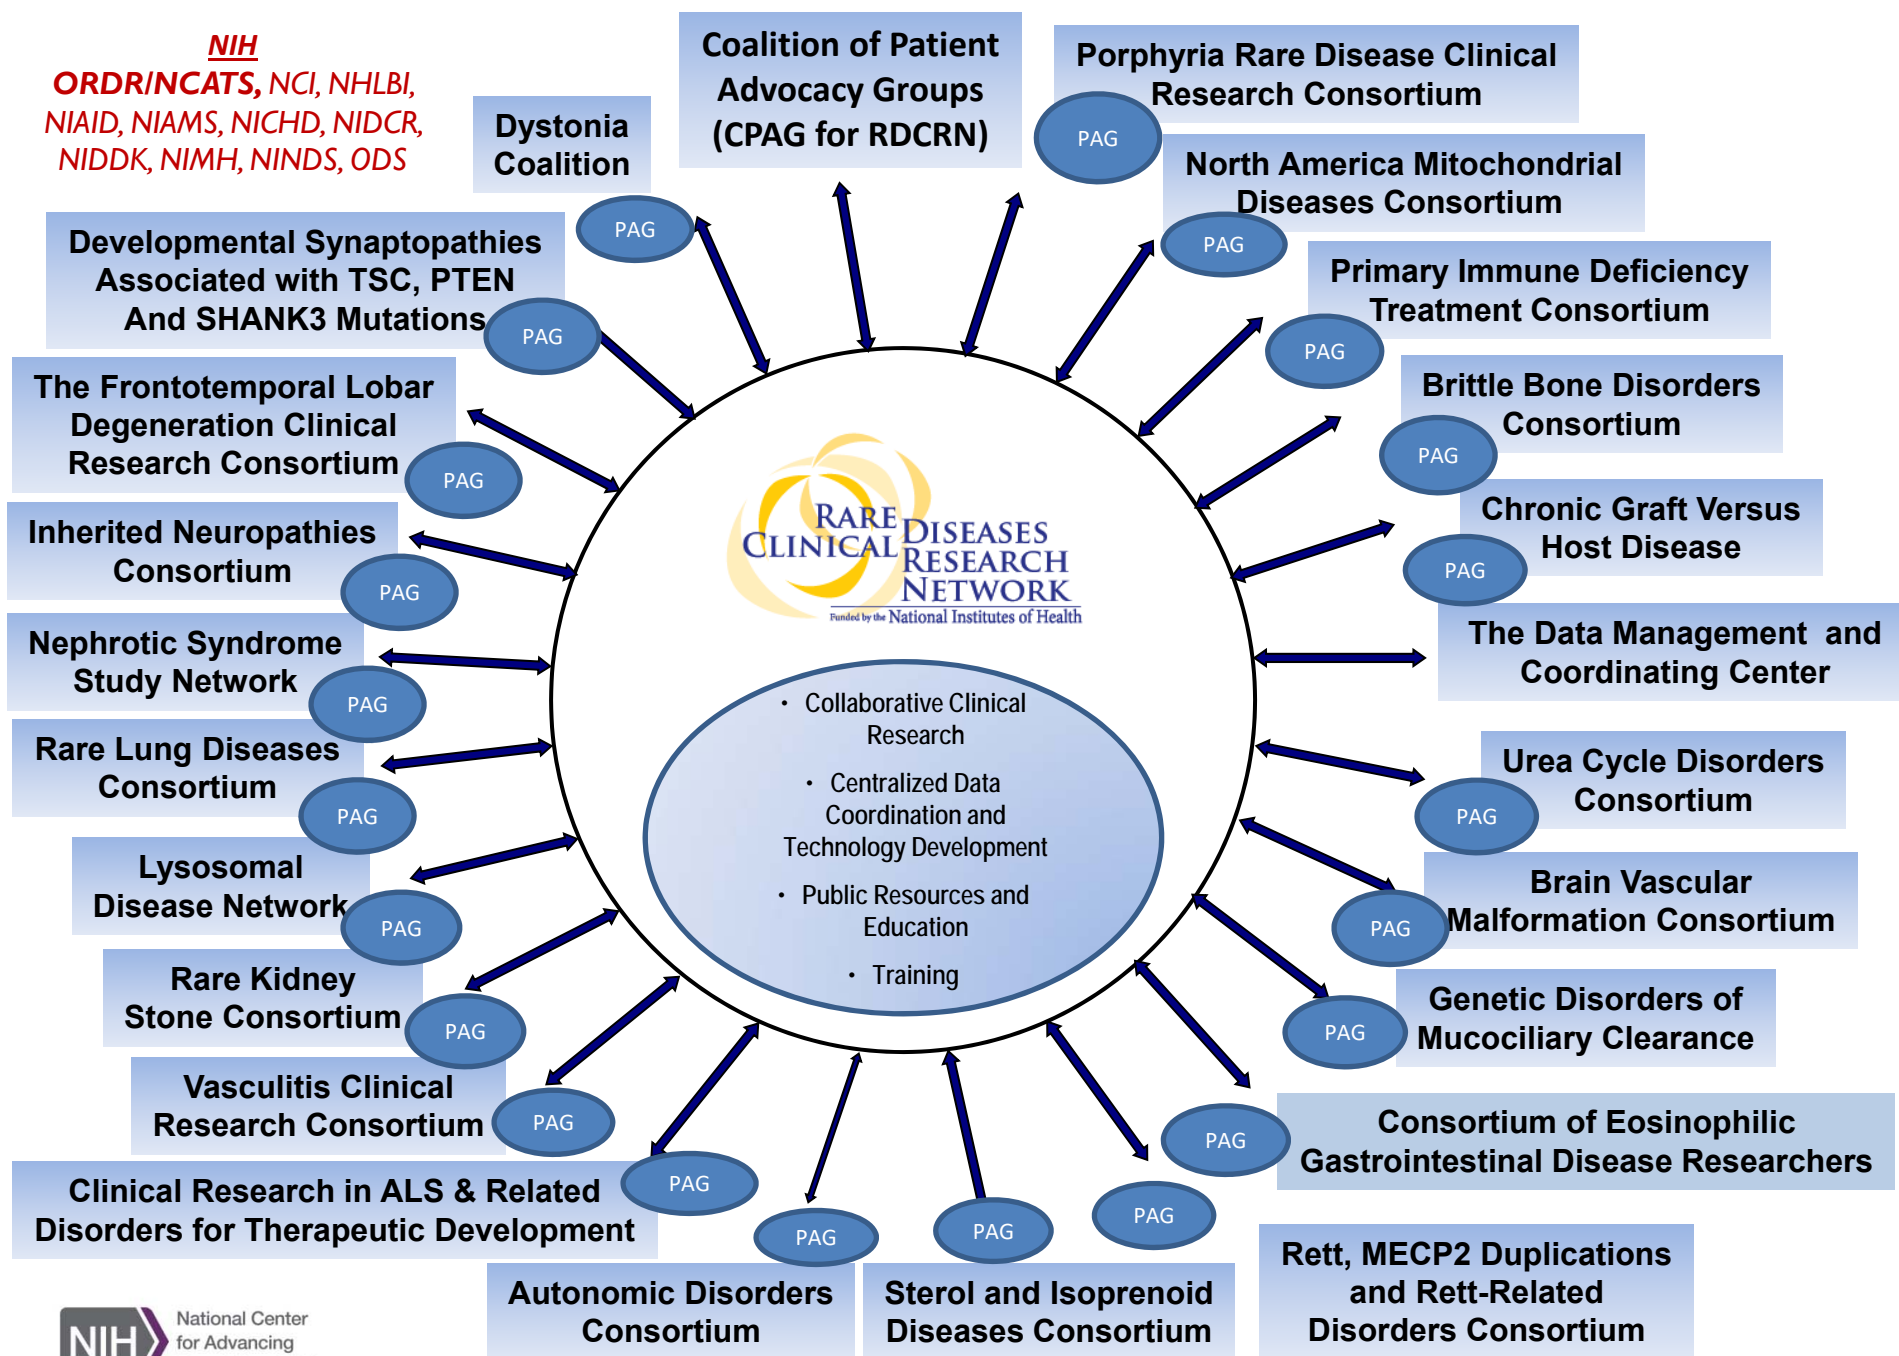 NIH
ORDR/NCATS, NCI, NHLBI,
NIAID, NIAMS, NICHD, NIDCR,
NIDDK, NIMH, NINDS, ODS
Coalition of Patient
Advocacy Groups
(CPAG for RDCRN)
Porphyria Rare Disease Clinical
Research Consortium
PAG
North America Mitochondrial
Diseases Consortium
PAG
Primary Immune Deficiency
Treatment Consortium
PAG
Brittle Bone Disorders
Consortium
PAG
Chronic Graft Versus
Host Disease
PAG
The Data Management and
Coordinating Center
Urea Cycle Disorders
Consortium
PAG
Brain Vascular
Malformation Consortium
PAG
Genetic Disorders of
Mucociliary Clearance
PAG
Consortium of Eosinophilic
Gastrointestinal Disease Researchers
PAG
Rett, MECP2 Duplications
and Rett-Related
Disorders Consortium
PAG
Sterol and Isoprenoid
Diseases Consortium
PAG
Autonomic Disorders
Consortium
PAG
Clinical Research in ALS & Related
Disorders for Therapeutic Development
PAG
Vasculitis Clinical
Research Consortium
PAG
Rare Kidney
Stone Consortium
PAG
Lysosomal
Disease Network
PAG
Rare Lung Diseases
Consortium
PAG
Nephrotic Syndrome
Study Network
PAG
Inherited Neuropathies
Consortium
PAG
The Frontotemporal Lobar
Degeneration Clinical
Research Consortium
PAG
Developmental Synaptopathies
Associated with TSC, PTEN
And SHANK3 Mutations
PAG
Dystonia
Coalition
PAG
RARE DISEASES
CLINICAL RESEARCH
NETWORK
Funded by the National Institutes of Health
• Collaborative Clinical
Research
• Centralized Data
Coordination and
Technology Development
• Public Resources and
Education
• Training
NIH
National Center
for Advancing